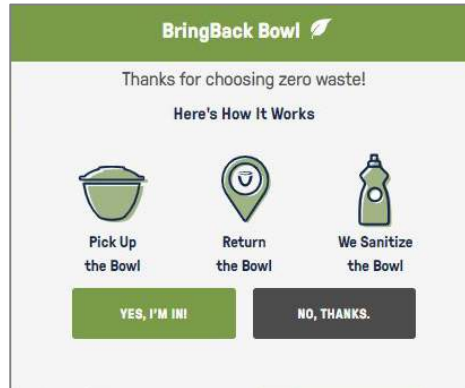 BringBack Bowl
Thanks for choosing zero waste!
Here's How It Works
Pick Up
the Bowl
Return
the Bowl
We Sanitize
the Bowl
YES, I'M IN!
NO, THANKS.